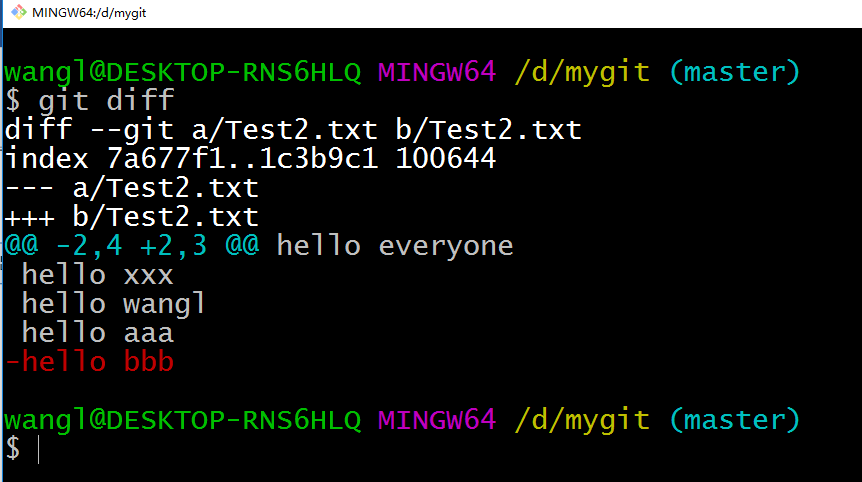 MINGW64:/d/mygit
wangl@DESKTOP-RNS6HLQ MINGW64 /d/mygit (master)
$ git diff
diff --git a/Test2.txt b/Test2.txt
index 7a677f1..1c3b9c1 100644
--- a/Test2.txt
+++ b/Test2.txt
@@ -2,4 +2,3 @@ hello everyone
 hello xxx
 hello wangl
 hello aaa
-hello bbb
wangl@DESKTOP-RNS6HLQ MINGW64 /d/mygit (master)
$